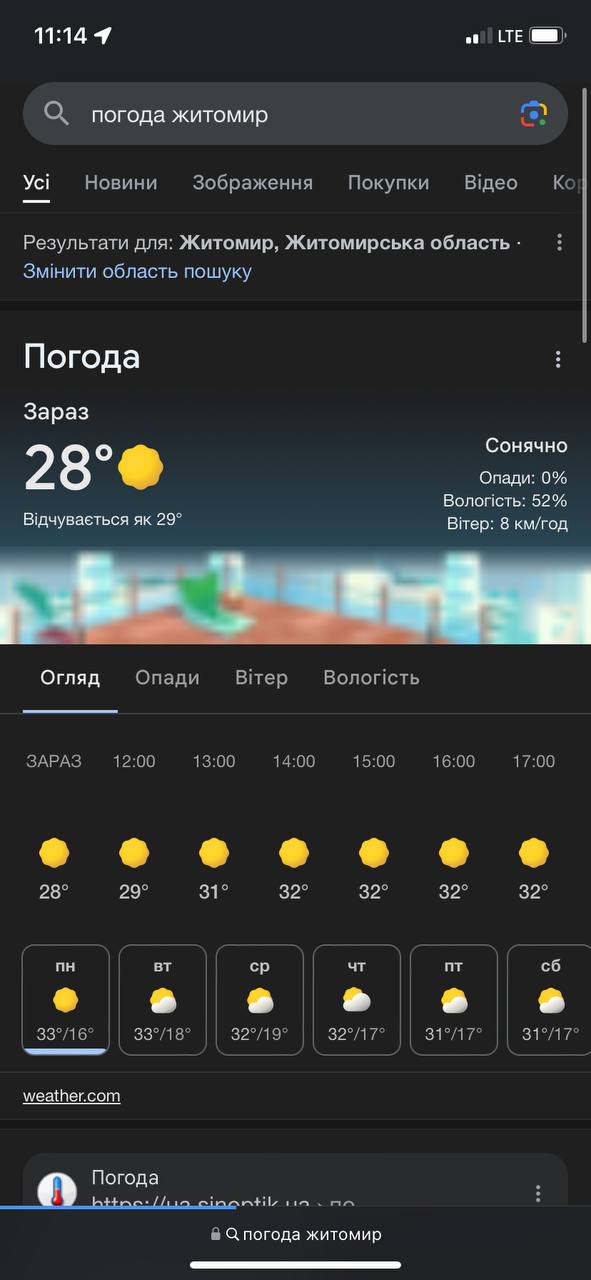 11:14
LTE
погода житомир
Усі Новини Зображення Покупки Відео Кор
Результати для: Житомир, Житомирська область ·
Змінити область пошуку
Погода
Зараз
28°
Відчувається як 29°
Сонячно
Опади: 0%
Вологість: 52%
Вітер: 8 км/год
Огляд Опади Вітер Вологість
ЗАРАЗ 12:00 13:00 14:00 15:00 16:00 17:00
28° 29° 31° 32° 32° 32° 32°
пн вт ср чт пт сб
33°/16° 33°/18° 32°/19° 32°/17° 31°/17° 31°/17°
weather.com
Погода
https://ua.sinoptik.ua › по
погода житомир